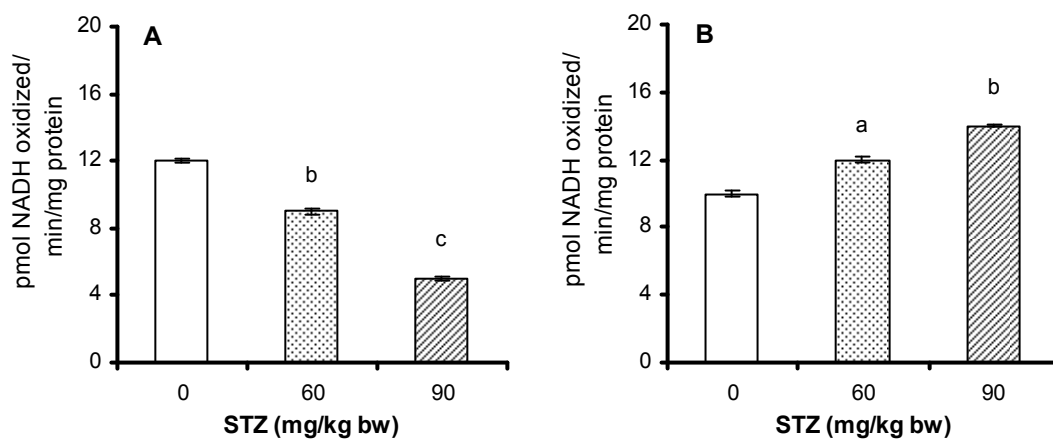 A
pmol NADH oxidized/
min/mg protein
20
16
12
8
4
0
b
c
0 60 90
STZ (mg/kg bw)
B
pmol NADH oxidized/
min/mg protein
20
16
12
8
4
0
a
b
0 60 90
STZ (mg/kg bw)